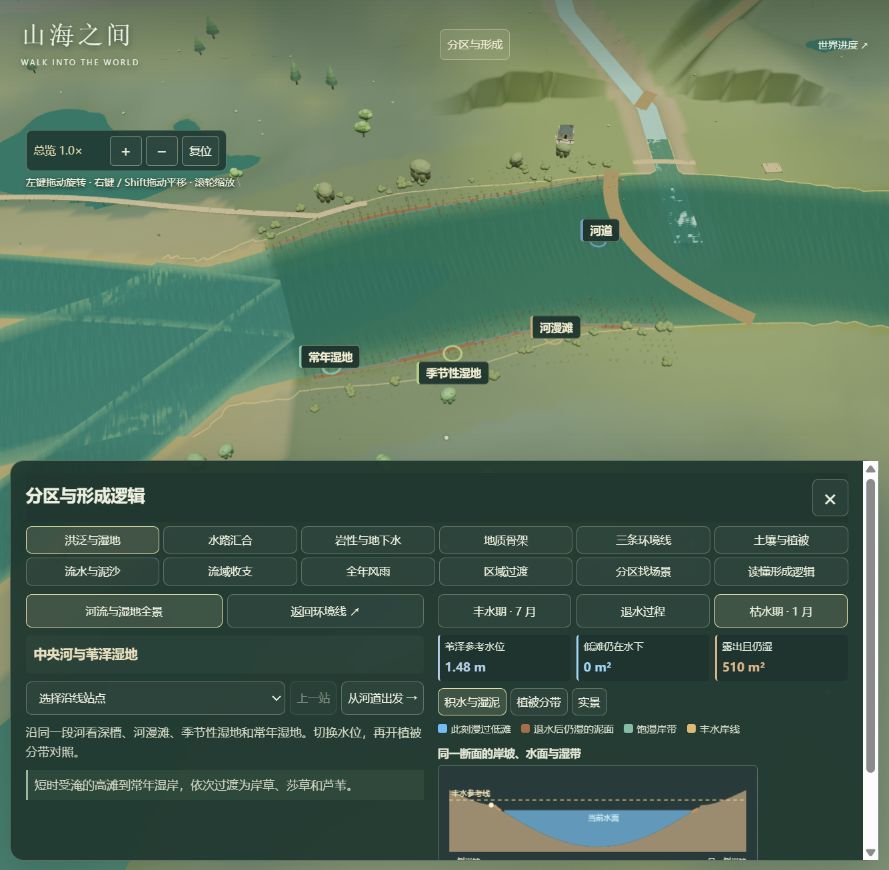 山海之间
WALK INTO THE WORLD
分区与形成
世界进度 ↗
总览 1.0×
+
−
复位
左键拖动旋转 · 右键 / Shift拖动平移 · 滚轮缩放
河道
河漫滩
常年湿地
季节性湿地
分区与形成逻辑
×
洪泛与湿地
水路汇合
岩性与地下水
地质骨架
三条环境线
土壤与植被
流水与泥沙
流域收支
全年风雨
区域过渡
分区找场景
读懂形成逻辑
河流与湿地全景
返回环境线 ↗
丰水期 · 7 月
退水过程
枯水期 · 1 月
中央河与苇泽湿地
苇泽参考水位
1.48 m
低滩仍在水下
0 m²
露出且仍湿
510 m²
选择沿线站点
上一站
从河道出发 →
积水与湿泥
植被分带
实景
沿同一段河看深槽、河漫滩、季节性湿地和常年湿地。切换水位，再开植被
分带对照。
此刻漫过低滩
退水后仍湿的泥面
饱湿岸带
丰水岸线
短时受淹的高滩到常年湿岸，依次过渡为岸草、莎草和芦苇。
同一断面的岸坡、水面与湿带
丰水参考线
当前水面